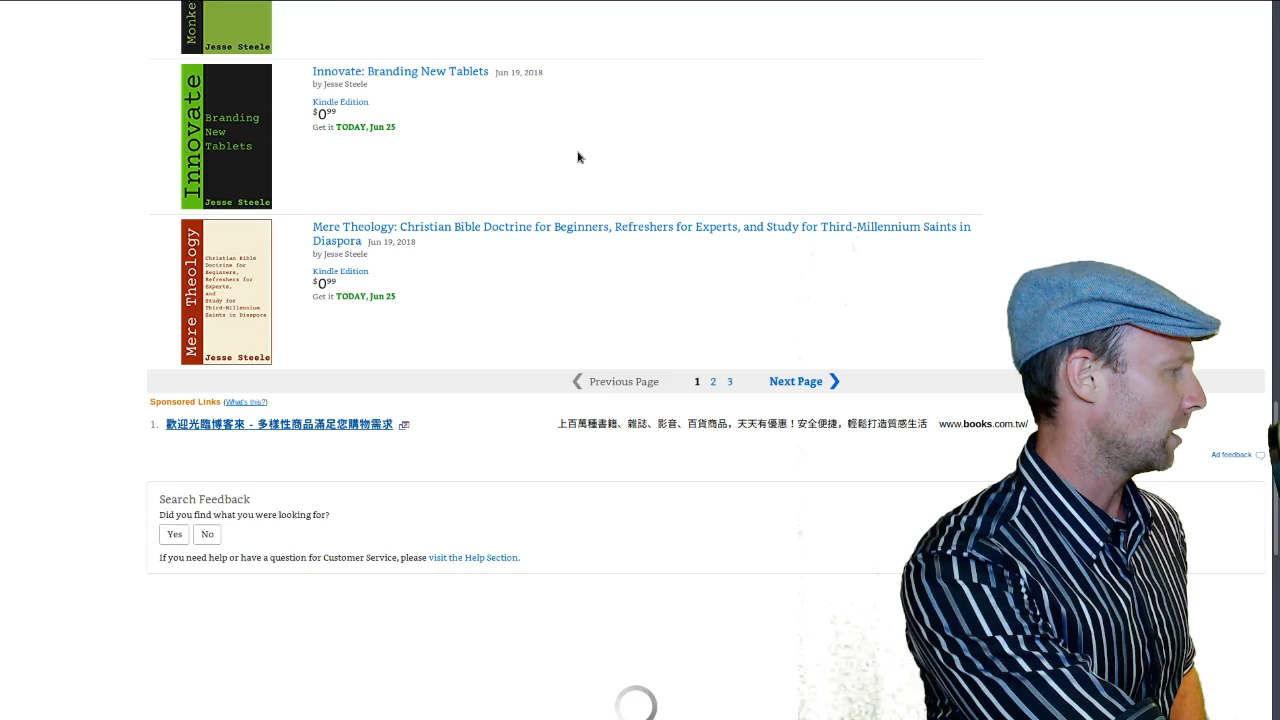 Monke
Jesse Steele
Innovate
Branding
New
Tablets
Jesse Steele
Innovate: Branding New Tablets Jun 19, 2018
by Jesse Steele
Kindle Edition
$0.99
Get it TODAY, Jun 25
Mere Theology
Christian Bible
Doctrine for
Beginners,
Refreshers for
Experts,
and
Study for
Third-Millennium
Saints in Diaspora
Jesse Steele
Mere Theology: Christian Bible Doctrine for Beginners, Refreshers for Experts, and Study for Third-Millennium Saints in
Diaspora Jun 19, 2018
by Jesse Steele
Kindle Edition
$0.99
Get it TODAY, Jun 25
Previous Page 1 2 3 Next Page
Sponsored Links (What's this?)
1. 歡迎光臨博客來 - 多樣性商品滿足您購物需求 上百萬種書籍、雜誌、影音、百貨商品，天天有優惠！安全便捷，輕鬆打造質感生活 www.books.com.tw/
Ad feedback
Search Feedback
Did you find what you were looking for?
Yes No
If you need help or have a question for Customer Service, please visit the Help Section.